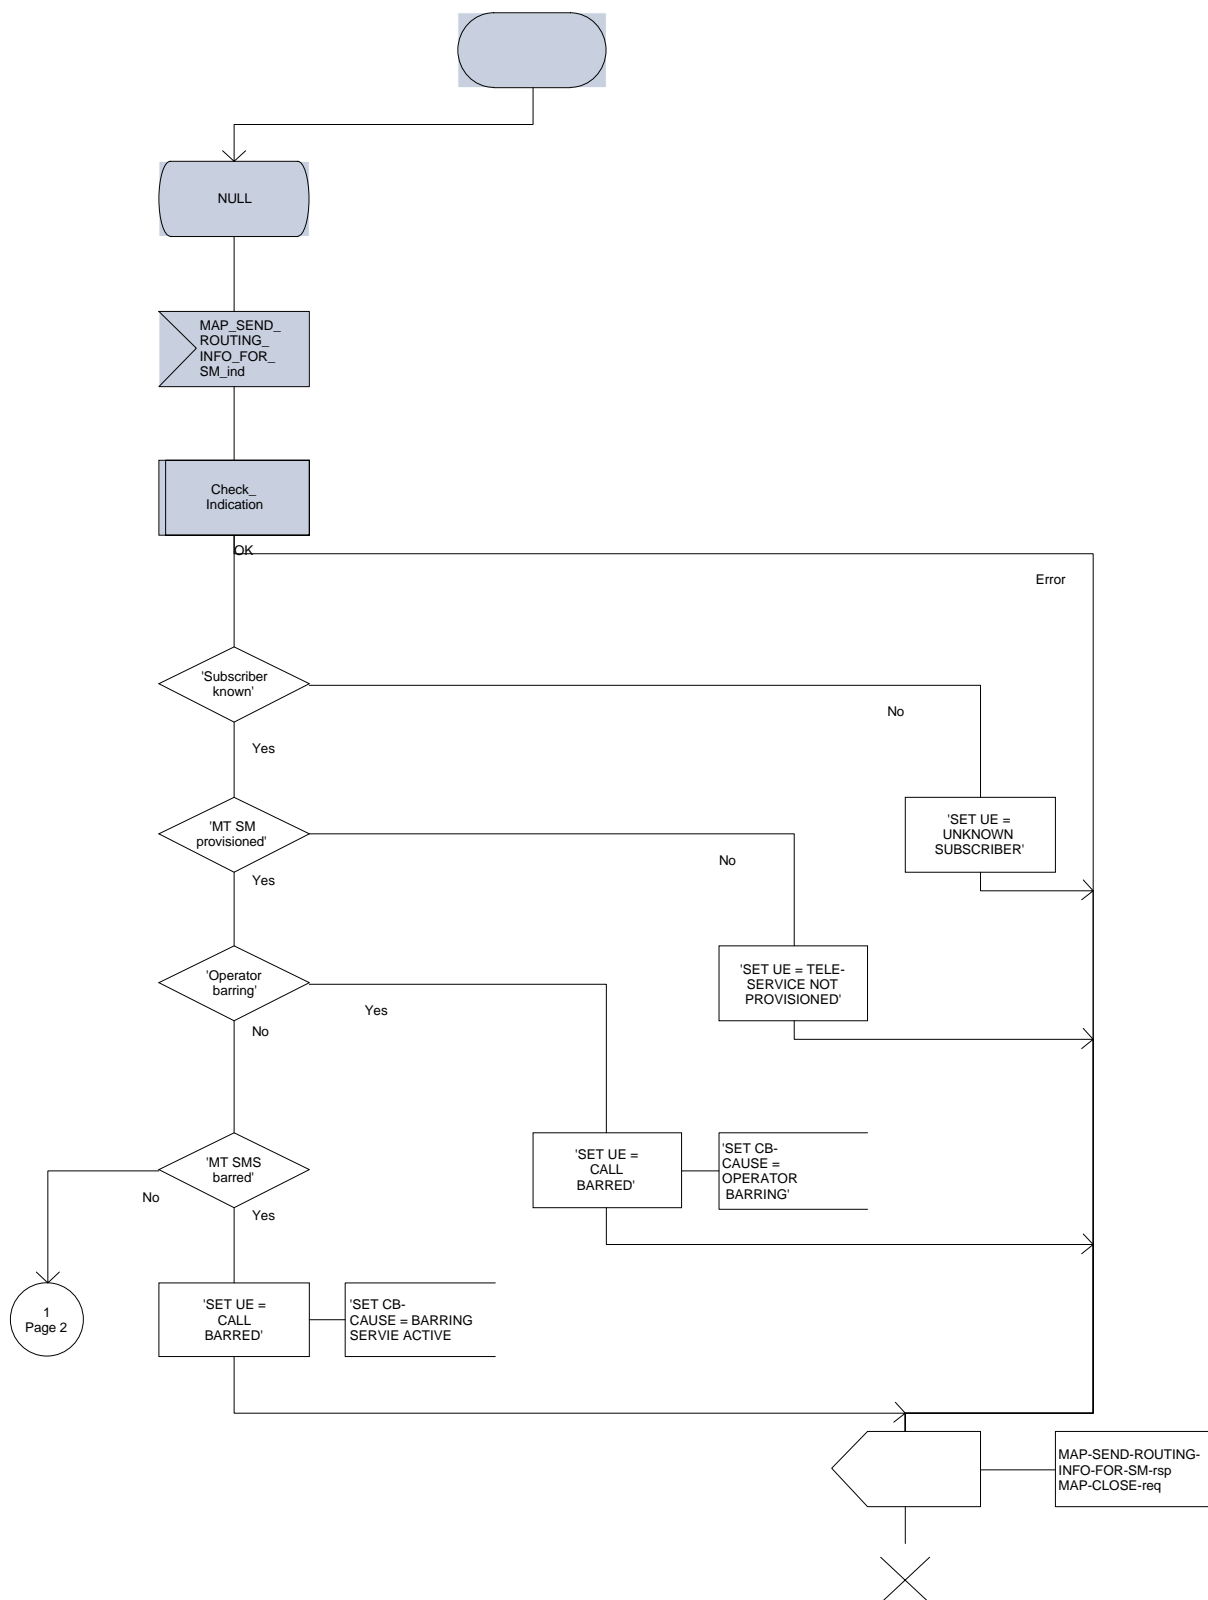 NULL
MAP_SEND_
ROUTING_
INFO_FOR_
SM_ind
Check_
Indication
OK
Error
'Subscriber
known'
No
Yes
'MT SM
provisioned'
No
Yes
'SET UE =
UNKNOWN
SUBSCRIBER'
'Operator
barring'
Yes
No
'SET UE = TELE-
SERVICE NOT
PROVISIONED'
'MT SMS
barred'
No
Yes
'SET UE =
CALL
BARRED'
'SET CB-
CAUSE =
OPERATOR
BARRING'
1
Page 2
'SET UE =
CALL
BARRED'
'SET CB-
CAUSE = BARRING
SERVIE ACTIVE
MAP-SEND-ROUTING-
INFO-FOR-SM-rsp
MAP-CLOSE-req